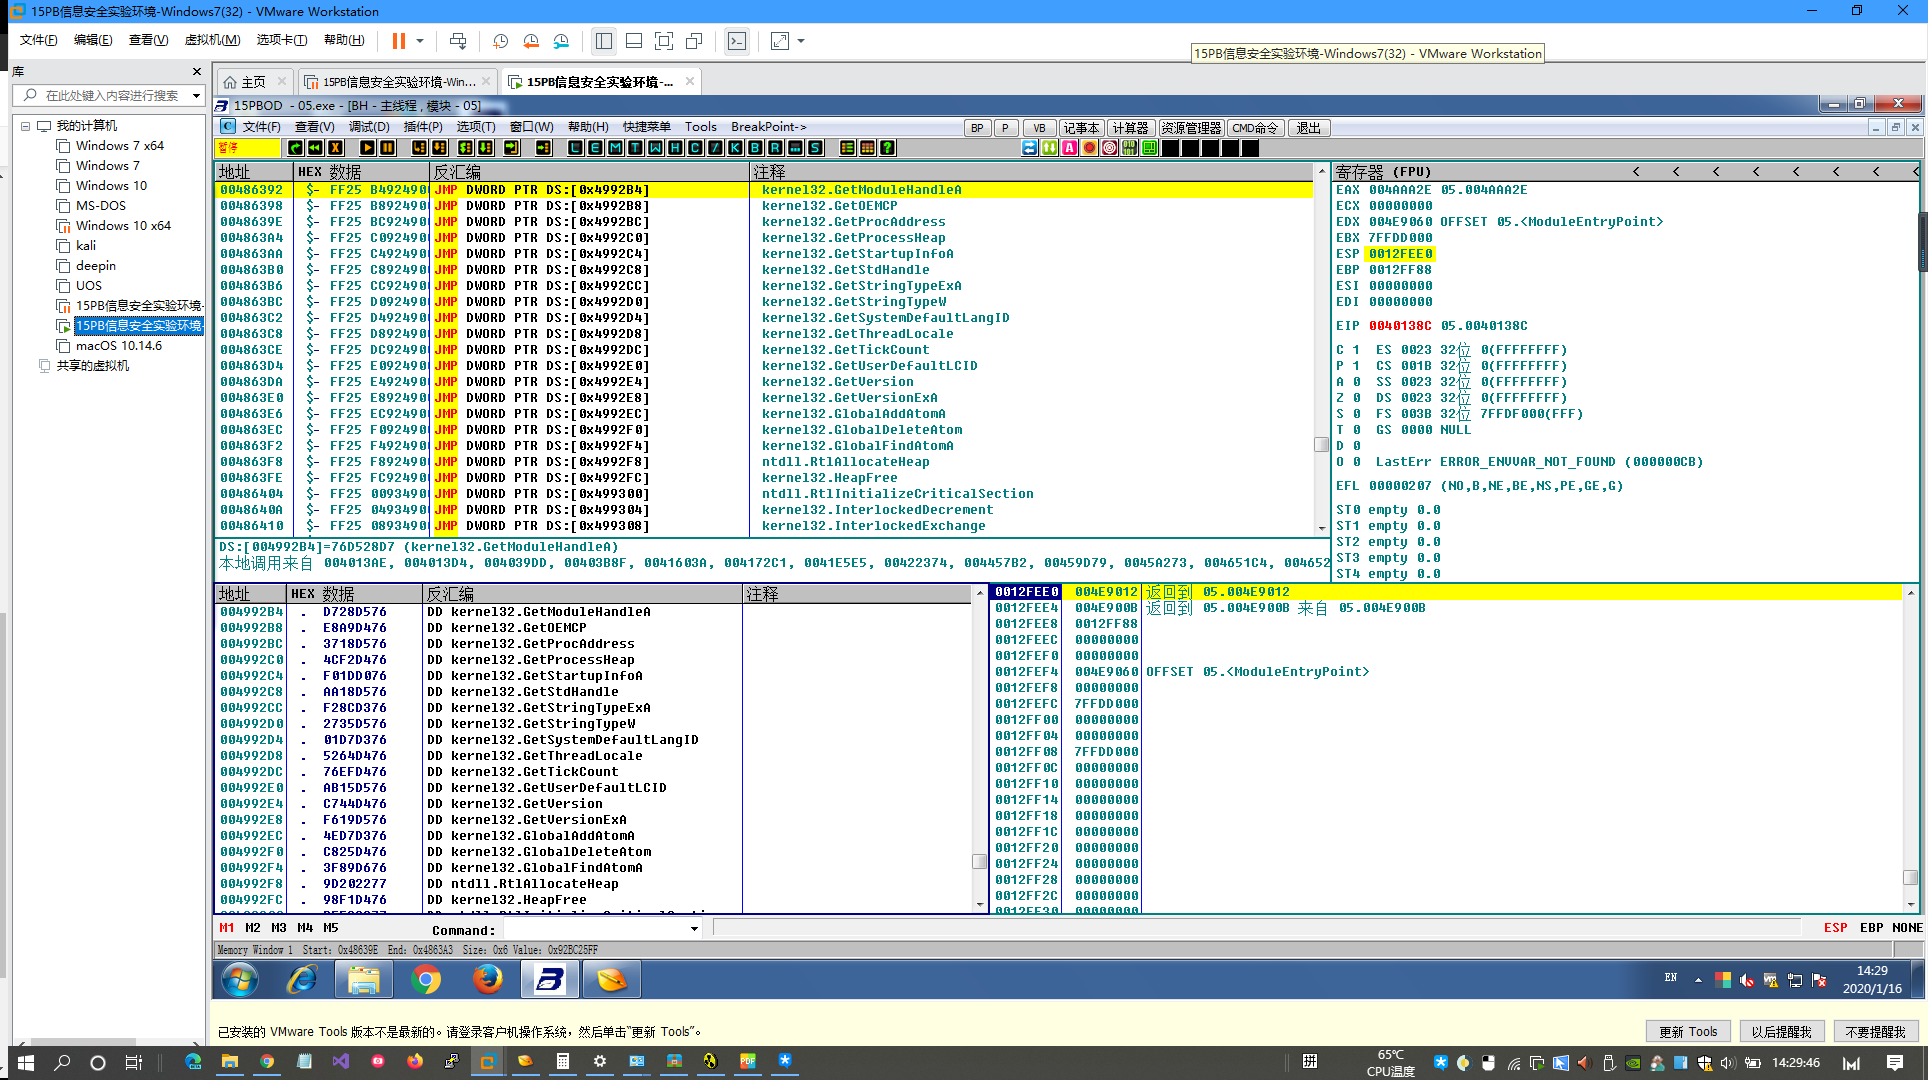 15PB信息安全实验环境-Windows7(32) - VMware Workstation
文件(F) 编辑(E) 查看(V) 虚拟机(M) 选项卡(T) 帮助(H)
15PB信息安全实验环境-Windows7(32) - VMware Workstation
库
在此处键入内容进行搜索
我的计算机
Windows 7 x64
Windows 7
Windows 10
MS-DOS
Windows 10 x64
kali
deepin
UOS
15PB信息安全实验环境-
15PB信息安全实验环境-
macOS 10.14.6
共享的虚拟机
主页 15PB信息安全实验环境-Win... 15PB信息安全实验环境-...
15PBOD - 05.exe - [BH - 主线程,模块 - 05]
文件(F) 查看(V) 调试(D) 插件(P) 选项(T) 窗口(W) 帮助(H) 快捷菜单 Tools BreakPoint-> BP P VB 记事本 计算器 资源管理器 CMD命令 退出
暂停 L E M T W H C / K B R ... S
地址 HEX 数据 反汇编 注释
00486392 $- FF25 B4924900 JMP DWORD PTR DS:[0x4992B4] kernel32.GetModuleHandleA
00486398 $- FF25 B8924900 JMP DWORD PTR DS:[0x4992B8] kernel32.GetOEMCP
0048639E $- FF25 BC924900 JMP DWORD PTR DS:[0x4992BC] kernel32.GetProcAddress
004863A4 $- FF25 C0924900 JMP DWORD PTR DS:[0x4992C0] kernel32.GetProcessHeap
004863AA $- FF25 C4924900 JMP DWORD PTR DS:[0x4992C4] kernel32.GetStartupInfoA
004863B0 $- FF25 C8924900 JMP DWORD PTR DS:[0x4992C8] kernel32.GetStdHandle
004863B6 $- FF25 CC924900 JMP DWORD PTR DS:[0x4992CC] kernel32.GetStringTypeExA
004863BC $- FF25 D0924900 JMP DWORD PTR DS:[0x4992D0] kernel32.GetStringTypeW
004863C2 $- FF25 D4924900 JMP DWORD PTR DS:[0x4992D4] kernel32.GetSystemDefaultLangID
004863C8 $- FF25 D8924900 JMP DWORD PTR DS:[0x4992D8] kernel32.GetThreadLocale
004863CE $- FF25 DC924900 JMP DWORD PTR DS:[0x4992DC] kernel32.GetTickCount
004863D4 $- FF25 E0924900 JMP DWORD PTR DS:[0x4992E0] kernel32.GetUserDefaultLCID
004863DA $- FF25 E4924900 JMP DWORD PTR DS:[0x4992E4] kernel32.GetVersion
004863E0 $- FF25 E8924900 JMP DWORD PTR DS:[0x4992E8] kernel32.GetVersionExA
004863E6 $- FF25 EC924900 JMP DWORD PTR DS:[0x4992EC] kernel32.GlobalAddAtomA
004863EC $- FF25 F0924900 JMP DWORD PTR DS:[0x4992F0] kernel32.GlobalDeleteAtom
004863F2 $- FF25 F4924900 JMP DWORD PTR DS:[0x4992F4] kernel32.GlobalFindAtomA
004863F8 $- FF25 F8924900 JMP DWORD PTR DS:[0x4992F8] ntdll.RtlAllocateHeap
004863FE $- FF25 FC924900 JMP DWORD PTR DS:[0x4992FC] kernel32.HeapFree
00486404 $- FF25 00934900 JMP DWORD PTR DS:[0x499300] ntdll.RtlInitializeCriticalSection
0048640A $- FF25 04934900 JMP DWORD PTR DS:[0x499304] kernel32.InterlockedDecrement
00486410 $- FF25 08934900 JMP DWORD PTR DS:[0x499308] kernel32.InterlockedExchange
DS:[004992B4]=76D528D7 (kernel32.GetModuleHandleA)
本地调用来自 004013AE, 004013D4, 004039DD, 00403B8F, 0041603A, 004172C1, 0041E5E5, 00422374, 004457B2, 00459D79, 0045A273, 004651C4, 004652
寄存器 (FPU) < < < < < < < <
EAX 004AAA2E 05.004AAA2E
ECX 00000000
EDX 004E9060 OFFSET 05.<ModuleEntryPoint>
EBX 7FFDD000
ESP 0012FEE0
EBP 0012FF88
ESI 00000000
EDI 00000000
EIP 0040138C 05.0040138C
C 1 ES 0023 32位 0(FFFFFFFF)
P 1 CS 001B 32位 0(FFFFFFFF)
A 0 SS 0023 32位 0(FFFFFFFF)
Z 0 DS 0023 32位 0(FFFFFFFF)
S 0 FS 003B 32位 7FFDF000(FFF)
T 0 GS 0000 NULL
D 0
O 0 LastErr ERROR_ENVVAR_NOT_FOUND (000000CB)
EFL 00000207 (NO,B,NE,BE,NS,PE,GE,G)
ST0 empty 0.0
ST1 empty 0.0
ST2 empty 0.0
ST3 empty 0.0
ST4 empty 0.0
地址 HEX 数据 反汇编 注释
004992B4 . D728D576 DD kernel32.GetModuleHandleA
004992B8 . E8A9D476 DD kernel32.GetOEMCP
004992BC . 3718D576 DD kernel32.GetProcAddress
004992C0 . 4CF2D476 DD kernel32.GetProcessHeap
004992C4 . F01DD076 DD kernel32.GetStartupInfoA
004992C8 . AA18D576 DD kernel32.GetStdHandle
004992CC . F28CD376 DD kernel32.GetStringTypeExA
004992D0 . 2735D576 DD kernel32.GetStringTypeW
004992D4 . 01D7D376 DD kernel32.GetSystemDefaultLangID
004992D8 . 5264D476 DD kernel32.GetThreadLocale
004992DC . 76EFD476 DD kernel32.GetTickCount
004992E0 . AB15D576 DD kernel32.GetUserDefaultLCID
004992E4 . C744D476 DD kernel32.GetVersion
004992E8 . F619D576 DD kernel32.GetVersionExA
004992EC . 4ED7D376 DD kernel32.GlobalAddAtomA
004992F0 . C825D476 DD kernel32.GlobalDeleteAtom
004992F4 . 3F89D676 DD kernel32.GlobalFindAtomA
004992F8 . 9D202277 DD ntdll.RtlAllocateHeap
004992FC . 98F1D476 DD kernel32.HeapFree
0012FEE0 004E9012 返回到 05.004E9012
0012FEE4 004E900B 返回到 05.004E900B 来自 05.004E900B
0012FEE8 0012FF88
0012FEEC 00000000
0012FEF0 00000000
0012FEF4 004E9060 OFFSET 05.<ModuleEntryPoint>
0012FEF8 00000000
0012FEFC 7FFDD000
0012FF00 00000000
0012FF04 00000000
0012FF08 7FFDD000
0012FF0C 00000000
0012FF10 00000000
0012FF14 00000000
0012FF18 00000000
0012FF1C 00000000
0012FF20 00000000
0012FF24 00000000
0012FF28 00000000
0012FF2C 00000000
0012FF30 00000000
M1 M2 M3 M4 M5 Command: ESP EBP NONE
Memory Window 1 Start: 0x48639E End: 0x4863A3 Size: 0x6 Value: 0x92BC25FF
EN 14:29
2020/1/16
已安装的 VMware Tools 版本不是最新的。请登录客户机操作系统，然后单击“更新 Tools”。 更新 Tools 以后提醒我 不要提醒我
拼 65℃
CPU温度 14:29:46